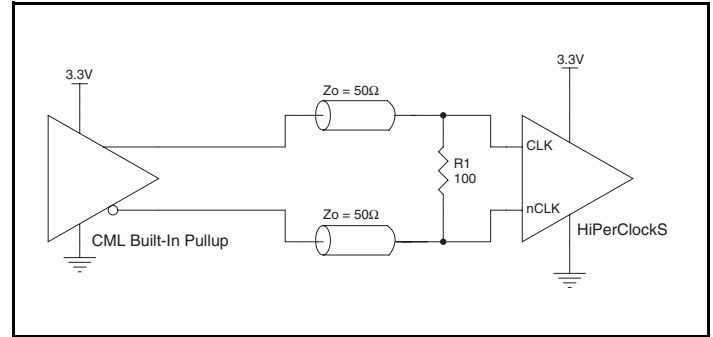 3.3V
3.3V
Zo = 50Ω
CLK
R1
100
nCLK
Zo = 50Ω
HiPerClockS
CML Built-In Pullup